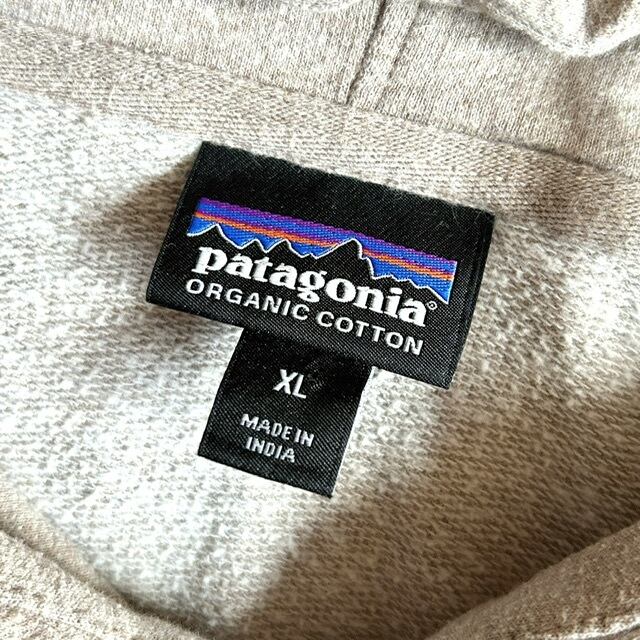 patagonia®
ORGANIC COTTON
XL
MADE IN
INDIA